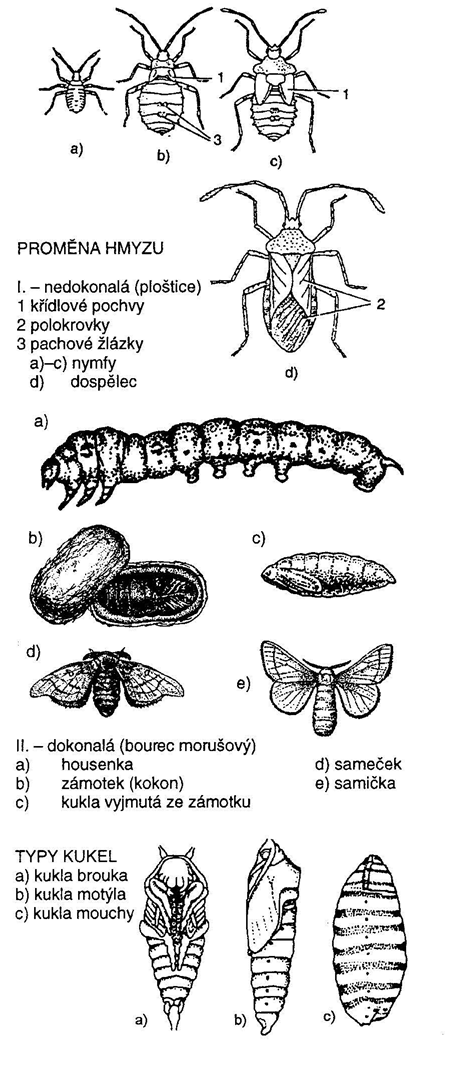 1
1
3
a)
b)
c)
PROMĚNA HMYZU
I. – nedokonalá (ploštice)
1 křídlové pochvy
2 polokrovky
3 pachové žlázky
a)–c) nymfy
d) dospělec
2
d)
a)
b)
c)
d)
e)
II. – dokonalá (bourec morušový)
a) housenka
b) zámotek (kokon)
c) kukla vyjmutá ze zámotku
d) sameček
e) samička
TYPY KUKEL
a) kukla brouka
b) kukla motýla
c) kukla mouchy
a)
b)
c)